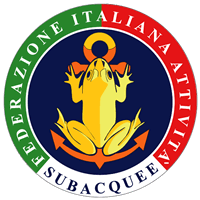 FEDERAZIONE ITALIANA ATTIVITÀ
SUBACQUEE